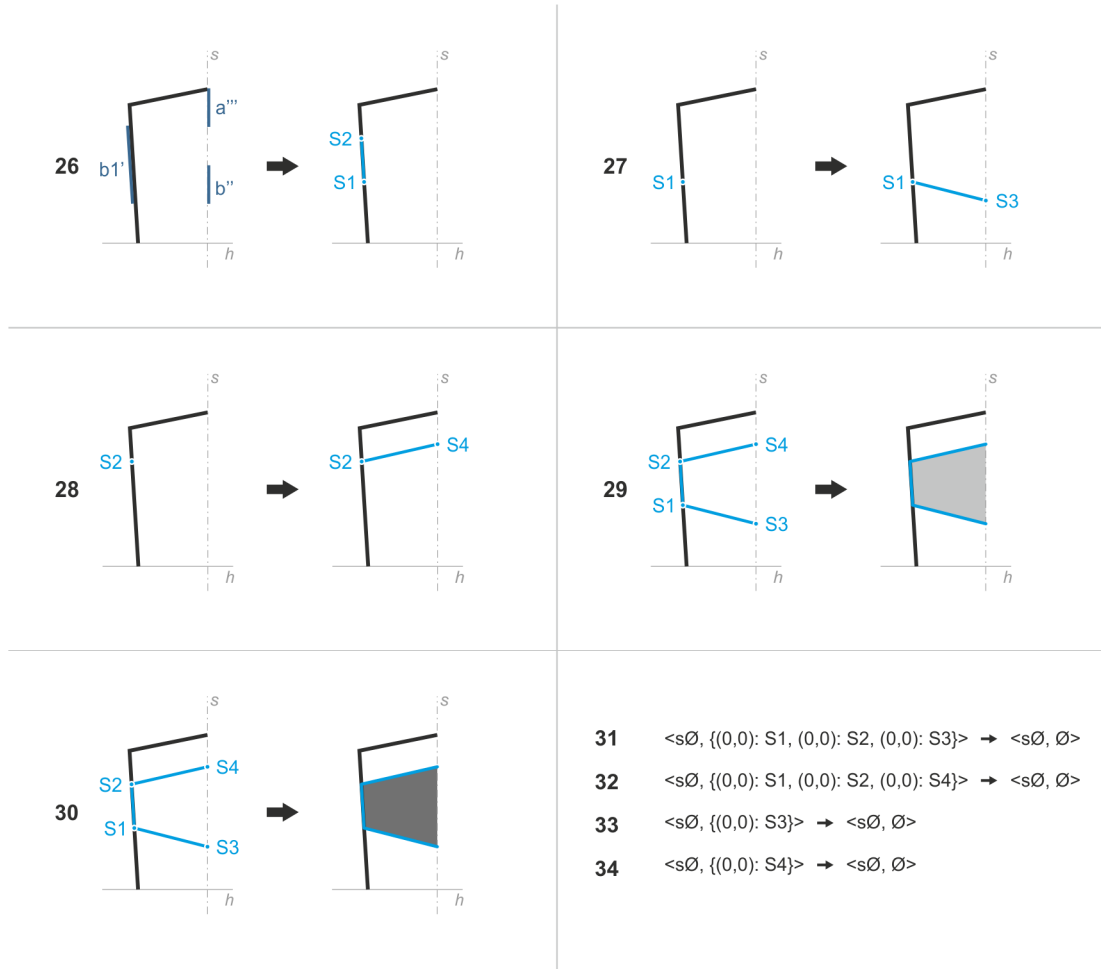 s
a'''
S2
26
b1'
S1
b''
h
h
s
s
27
S1
S1
S3
h
h
s
s
S2
S2
S4
28
h
h
s
s
S4
S2
29
S1
S3
h
h
s
s
S4
S2
30
S1
S3
h
h
31 <sØ, {(0,0): S1, (0,0): S2, (0,0): S3}> → <sØ, Ø>
32 <sØ, {(0,0): S1, (0,0): S2, (0,0): S4}> → <sØ, Ø>
33 <sØ, {(0,0): S3}> → <sØ, Ø>
34 <sØ, {(0,0): S4}> → <sØ, Ø>